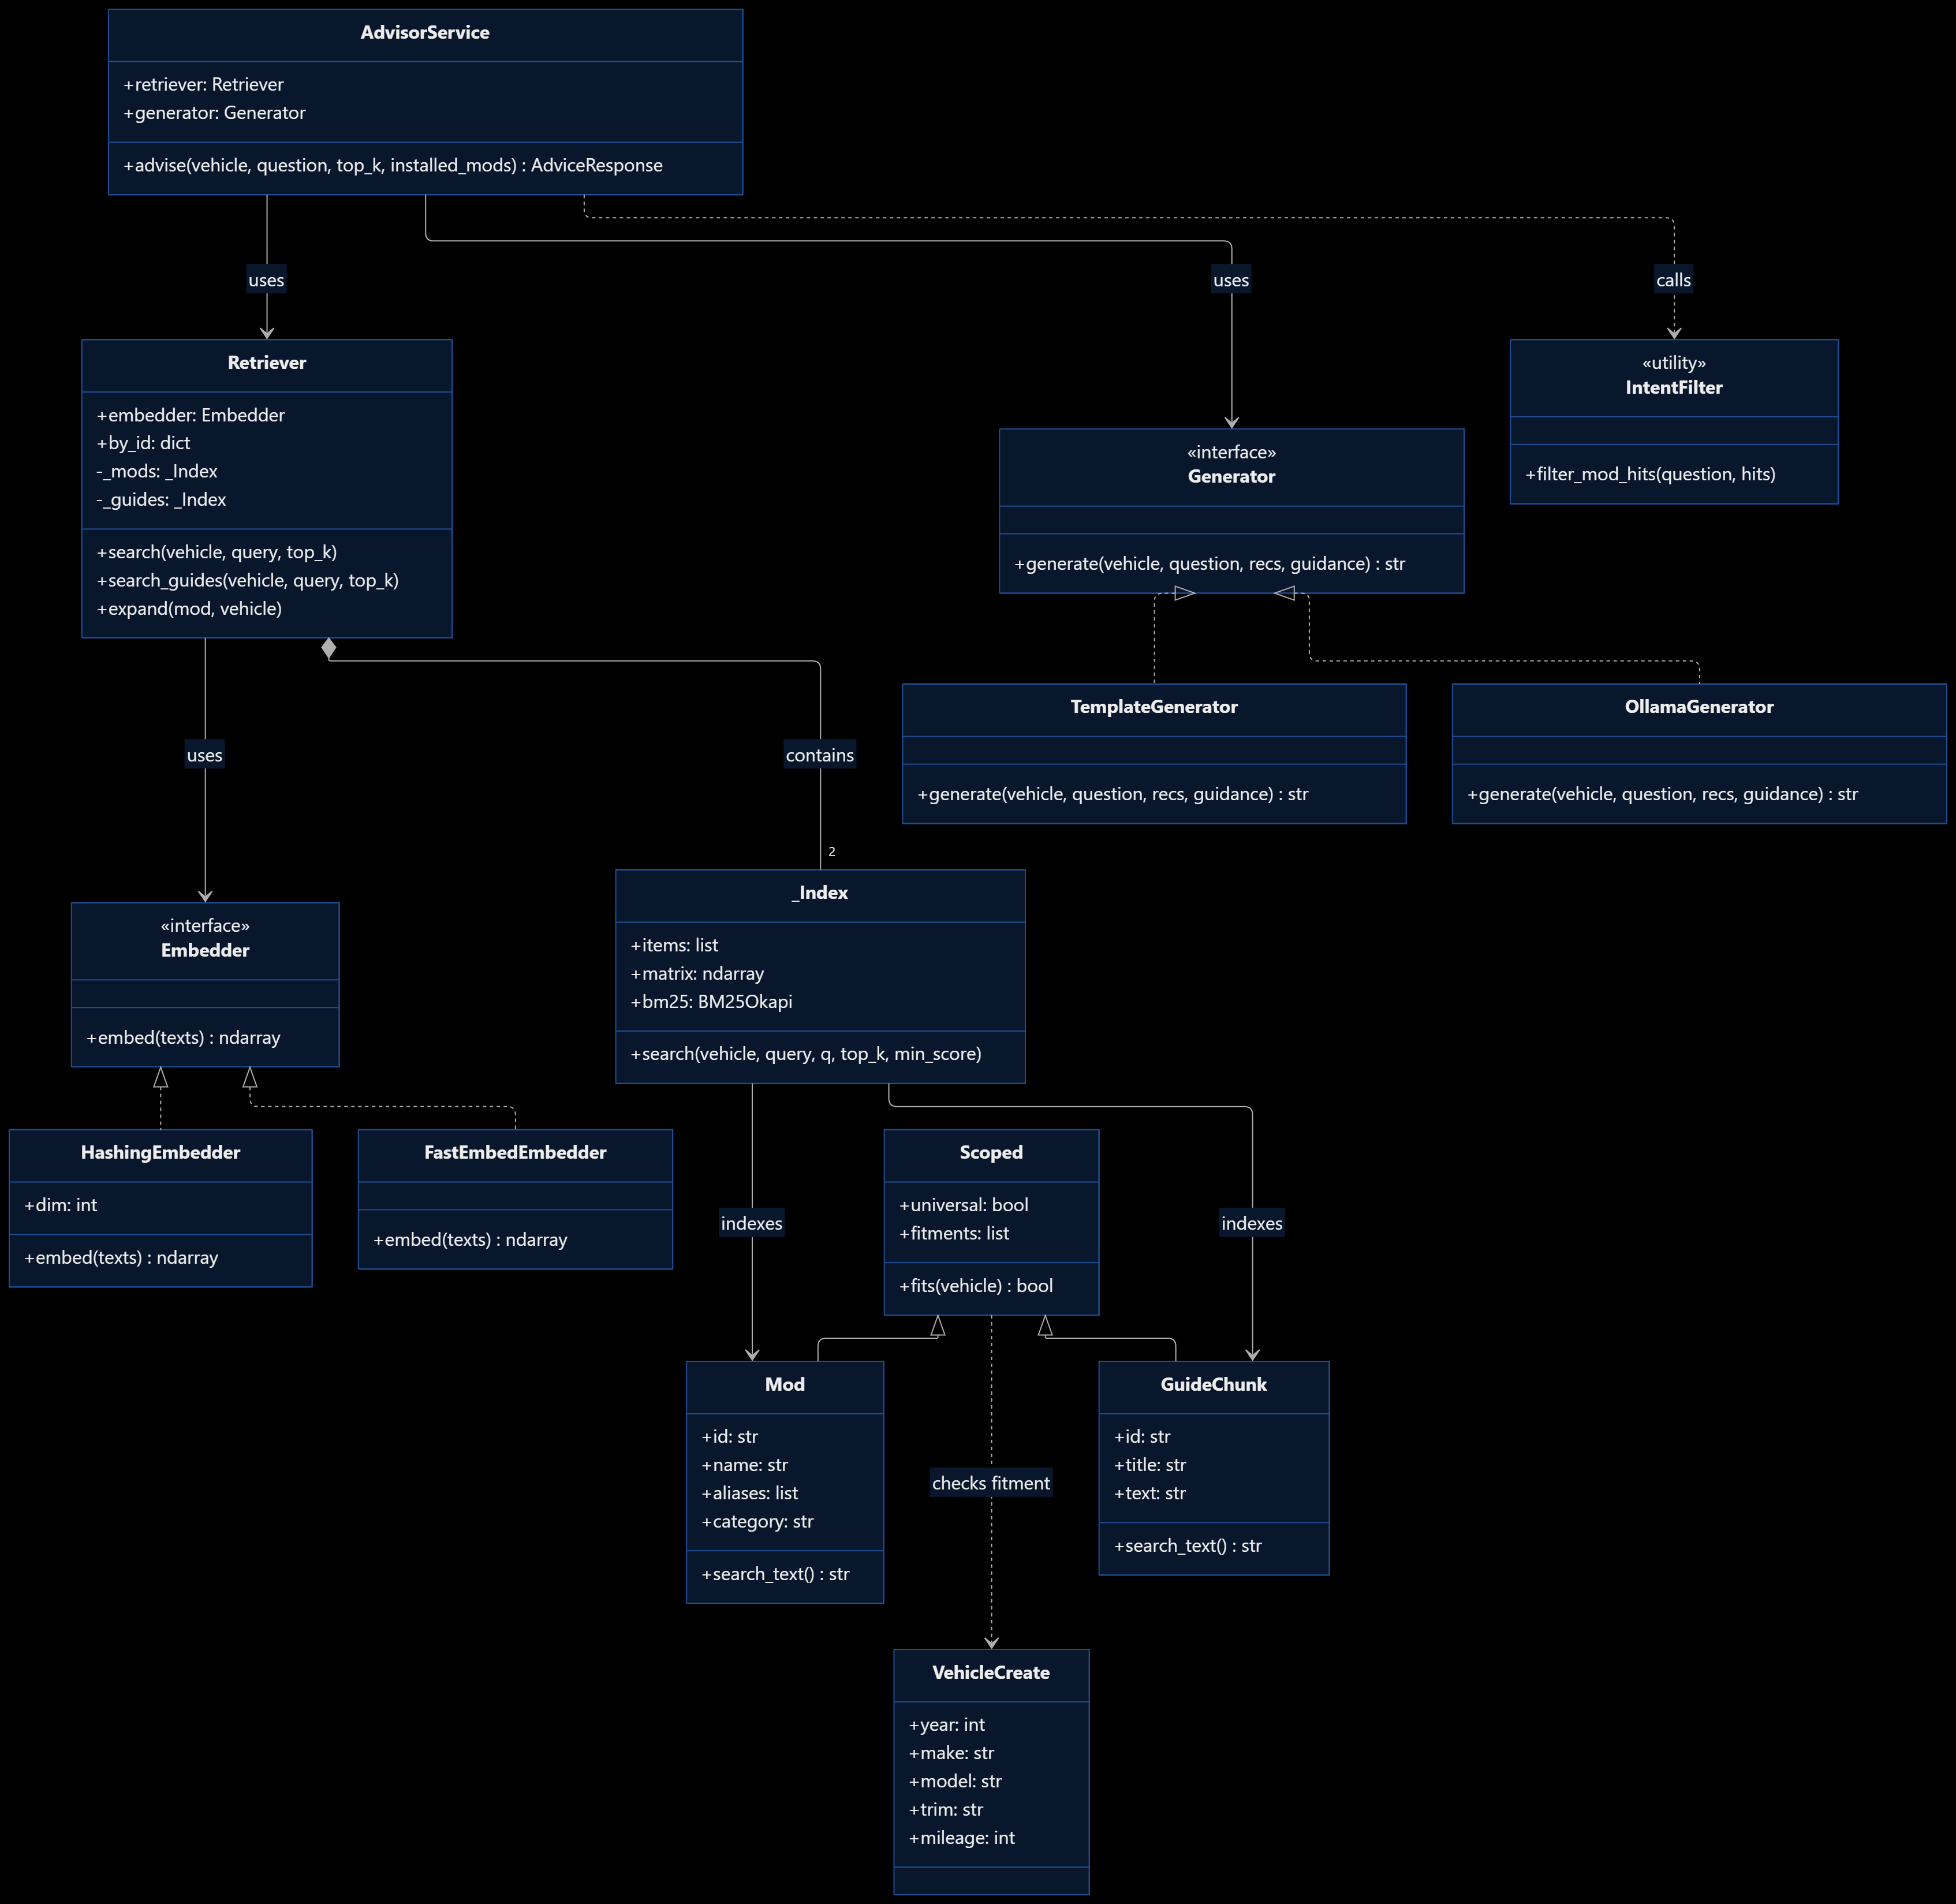 AdvisorService
+retriever: Retriever
+generator: Generator
+advise(vehicle, question, top_k, installed_mods) : AdviceResponse
uses
uses
calls
Retriever
+embedder: Embedder
+by_id: dict
-_mods: _Index
-_guides: _Index
+search(vehicle, query, top_k)
+search_guides(vehicle, query, top_k)
+expand(mod, vehicle)
«interface»
Generator
+generate(vehicle, question, recs, guidance) : str
«utility»
IntentFilter
+filter_mod_hits(question, hits)
uses
contains
2
TemplateGenerator
+generate(vehicle, question, recs, guidance) : str
OllamaGenerator
+generate(vehicle, question, recs, guidance) : str
«interface»
Embedder
+embed(texts) : ndarray
_Index
+items: list
+matrix: ndarray
+bm25: BM25Okapi
+search(vehicle, query, q, top_k, min_score)
HashingEmbedder
+dim: int
+embed(texts) : ndarray
FastEmbedEmbedder
+embed(texts) : ndarray
indexes
Scoped
+universal: bool
+fitments: list
+fits(vehicle) : bool
indexes
Mod
+id: str
+name: str
+aliases: list
+category: str
+search_text() : str
checks fitment
GuideChunk
+id: str
+title: str
+text: str
+search_text() : str
VehicleCreate
+year: int
+make: str
+model: str
+trim: str
+mileage: int